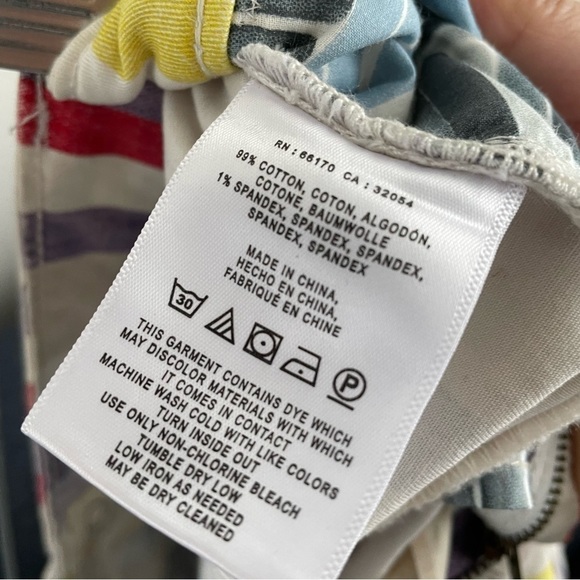 RN : 66170 CA : 32054
99% COTTON, COTON, ALGODÓN,
COTONE, BAUMWOLLE
1% SPANDEX, SPANDEX, SPANDEX,
SPANDEX, SPANDEX
MADE IN CHINA,
HECHO EN CHINA,
FABRIQUÉ EN CHINE
30 P
THIS GARMENT CONTAINS DYE WHICH
MAY DISCOLOR MATERIALS WITH WHICH
IT COMES IN CONTACT
MACHINE WASH COLD WITH LIKE COLORS
TURN INSIDE OUT
USE ONLY NON-CHLORINE BLEACH
TUMBLE DRY LOW
LOW IRON AS NEEDED
MAY BE DRY CLEANED